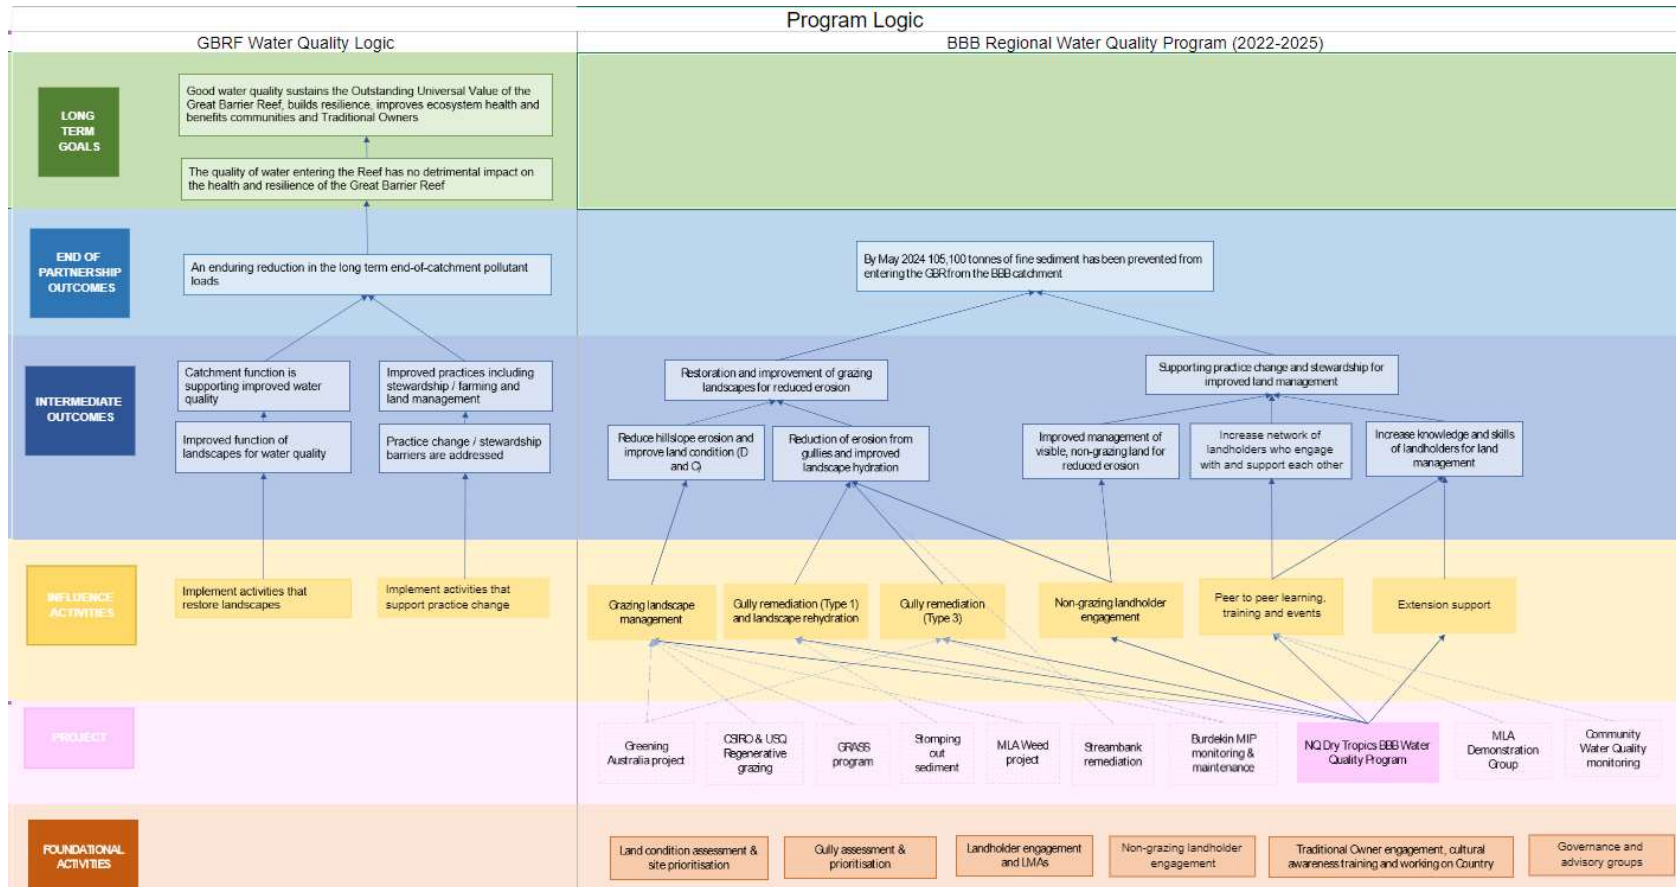 Program Logic
GBRF Water Quality Logic
BBB Regional Water Quality Program (2022-2025)
LONG
TERM
GOALS
Good water quality sustains the Outstanding Universal Value of the
Great Barrier Reef, builds resilience, improves ecosystem health and
benefits communities and Traditional Owners
The quality of water entering the Reef has no detrimental impact on
the health and resilience of the Great Barrier Reef
END OF
PARTNERSHIP
OUTCOMES
An enduring reduction in the long term end-of-catchment pollutant
loads
By May 2024 105,100 tonnes of fine sediment has been prevented from
entering the GBR from the BBB catchment
INTERMEDIATE
OUTCOMES
Catchment function is
supporting improved water
quality
Improved practices including
stewardship / farming and
land management
Restoration and improvement of grazing
landscapes for reduced erosion
Supporting practice change and stewardship for
improved land management
Improved function of
landscapes for water quality
Practice change / stewardship
barriers are addressed
Reduce hillslope erosion and
improve land condition (D
and C)
Reduction of erosion from
gullies and improved
landscape hydration
Improved management of
visible, non-grazing land for
reduced erosion
Increase network of
landholders who engage
with and support each other
Increase knowledge and skills
of landholders for land
management
INFLUENCE
ACTIVITIES
Implement activities that
restore landscapes
Implement activities that
support practice change
Grazing landscape
management
Gully remediation (Type 1)
and landscape rehydration
Gully remediation
(Type 3)
Non-grazing landholder
engagement
Peer to peer learning,
training and events
Extension support
PROJECT
Greening
Australia project
CSIRO & USQ
Regenerative
grazing
GRASS
program
Stomping
out
sediment
MLA Weed
project
Streambank
remediation
Burdekin MIP
monitoring &
maintenance
NQ Dry Tropics BBB Water
Quality Program
MLA
Demonstration
Group
Community
Water Quality
monitoring
FOUNDATIONAL
ACTIVITIES
Land condition assessment &
site prioritisation
Gully assessment &
prioritisation
Landholder engagement
and LMAs
Non-grazing landholder
engagement
Traditional Owner engagement, cultural
awareness training and working on Country
Governance and
advisory groups